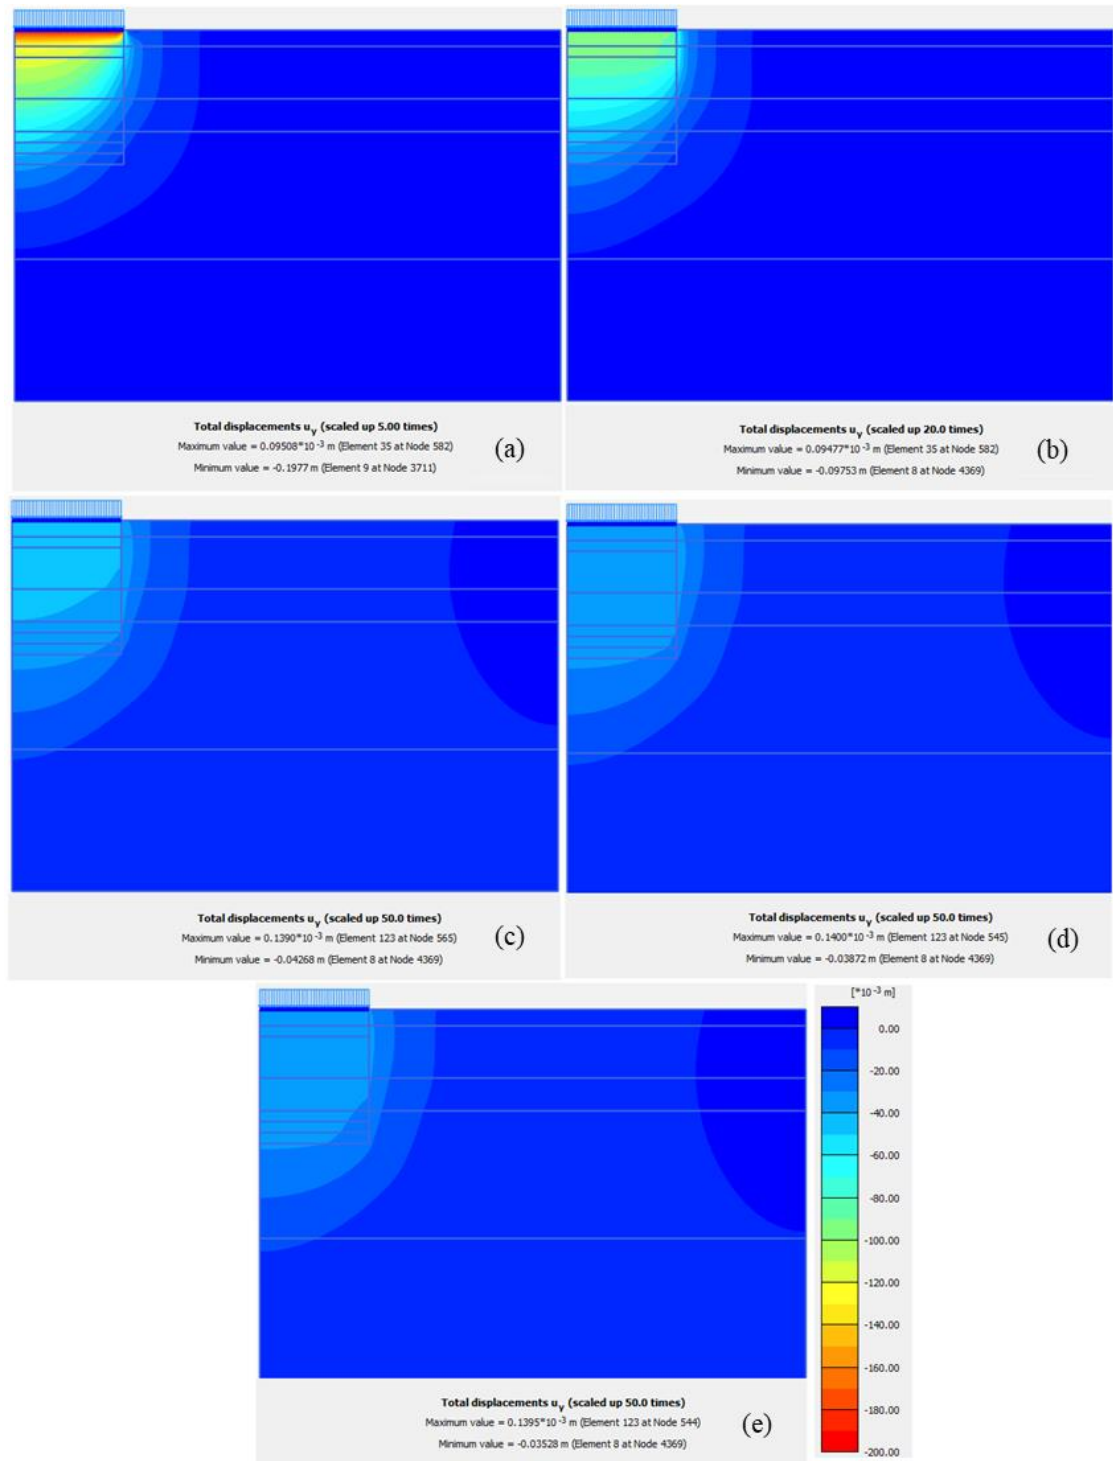 Total displacements u_y (scaled up 5.00 times)
Maximum value = 0.09508*10⁻³ m (Element 35 at Node 582)
Minimum value = -0.1977 m (Element 9 at Node 3711)
(a)
Total displacements u_y (scaled up 20.0 times)
Maximum value = 0.09477*10⁻³ m (Element 35 at Node 582)
Minimum value = -0.09753 m (Element 8 at Node 4369)
(b)
Total displacements u_y (scaled up 50.0 times)
Maximum value = 0.1390*10⁻³ m (Element 123 at Node 565)
Minimum value = -0.04268 m (Element 8 at Node 4369)
(c)
Total displacements u_y (scaled up 50.0 times)
Maximum value = 0.1400*10⁻³ m (Element 123 at Node 545)
Minimum value = -0.03872 m (Element 8 at Node 4369)
(d)
Total displacements u_y (scaled up 50.0 times)
Maximum value = 0.1395*10⁻³ m (Element 123 at Node 544)
Minimum value = -0.03528 m (Element 8 at Node 4369)
(e)
[*10⁻³ m]
0.00
-20.00
-40.00
-60.00
-80.00
-100.00
-120.00
-140.00
-160.00
-180.00
-200.00